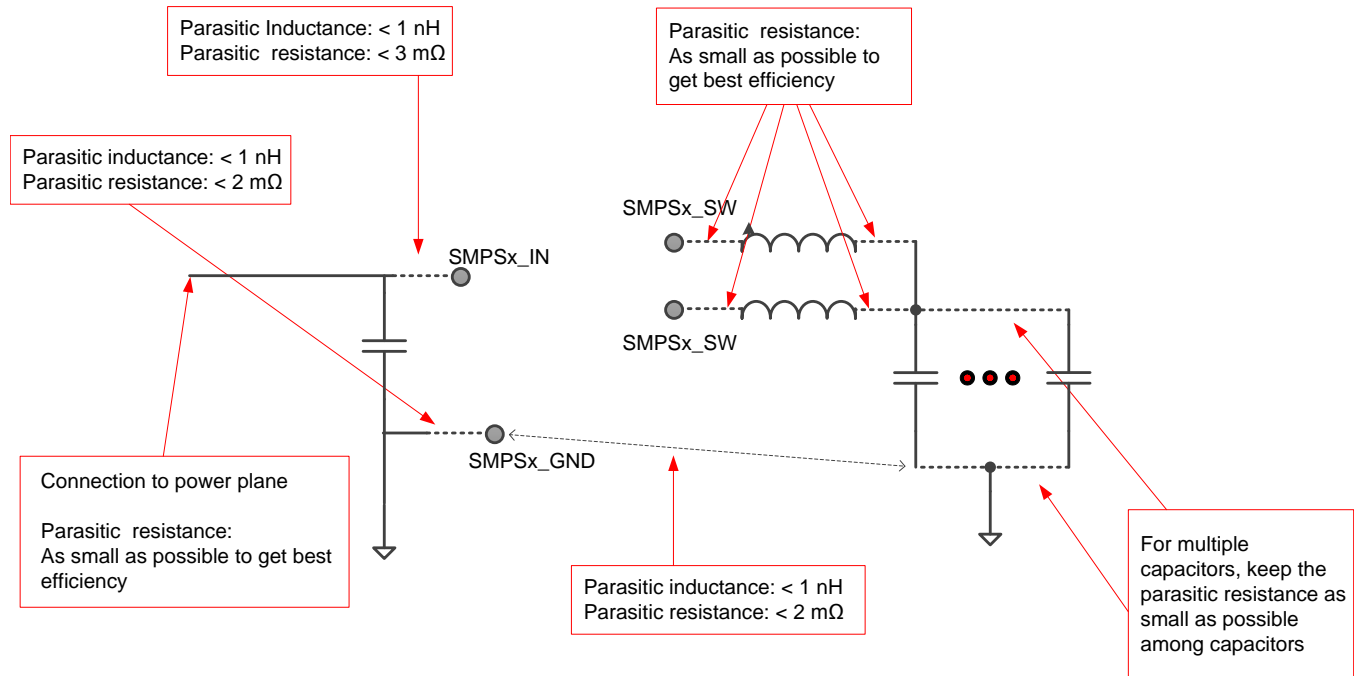 Parasitic Inductance: < 1 nH
Parasitic resistance: < 3 mΩ
Parasitic resistance:
As small as possible to
get best efficiency
Parasitic inductance: < 1 nH
Parasitic resistance: < 2 mΩ
SMPSx_SW
SMPSx_IN
SMPSx_SW
SMPSx_GND
Connection to power plane
Parasitic resistance:
As small as possible to get best
efficiency
Parasitic inductance: < 1 nH
Parasitic resistance: < 2 mΩ
For multiple
capacitors, keep the
parasitic resistance as
small as possible
among capacitors